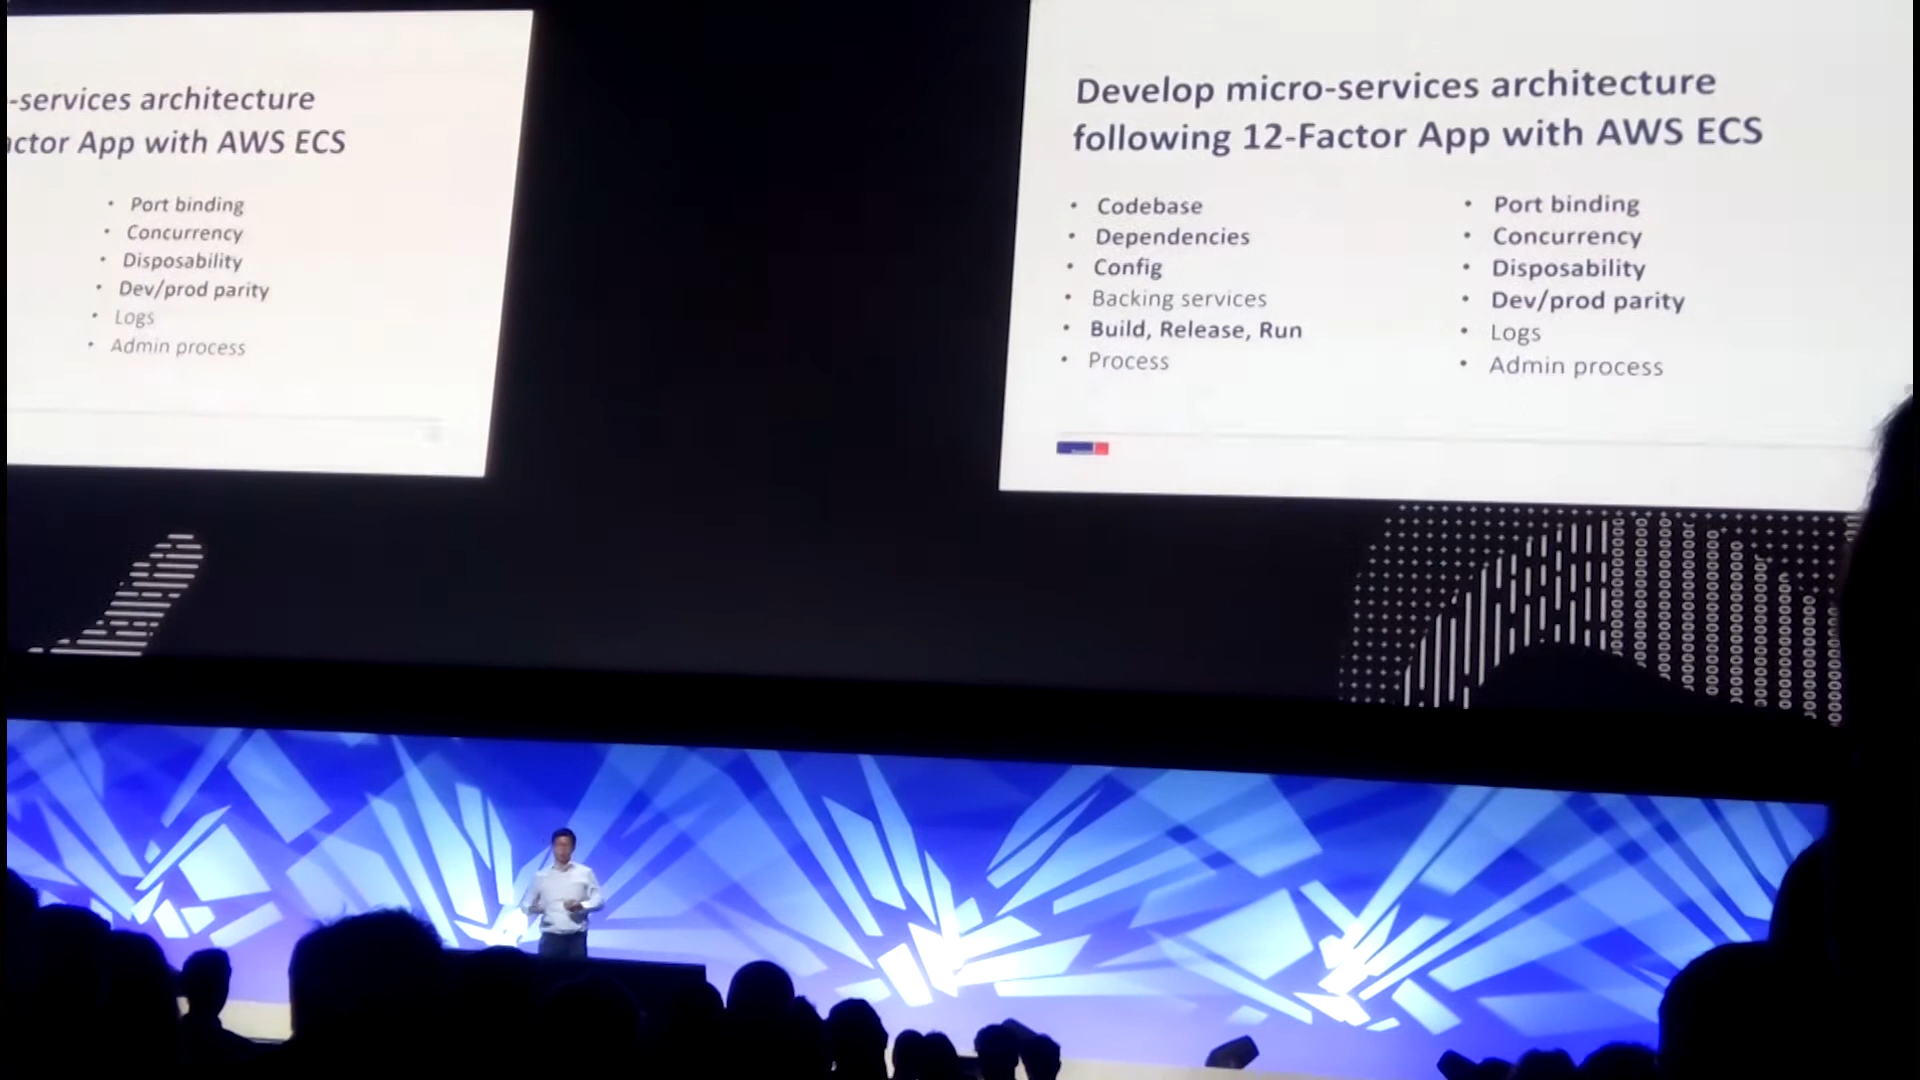 -services architecture
actor App with AWS ECS
• Port binding
• Concurrency
• Disposability
• Dev/prod parity
• Logs
• Admin process
Develop micro-services architecture
following 12-Factor App with AWS ECS
• Codebase
• Dependencies
• Config
• Backing services
• Build, Release, Run
• Process
• Port binding
• Concurrency
• Disposability
• Dev/prod parity
• Logs
• Admin process